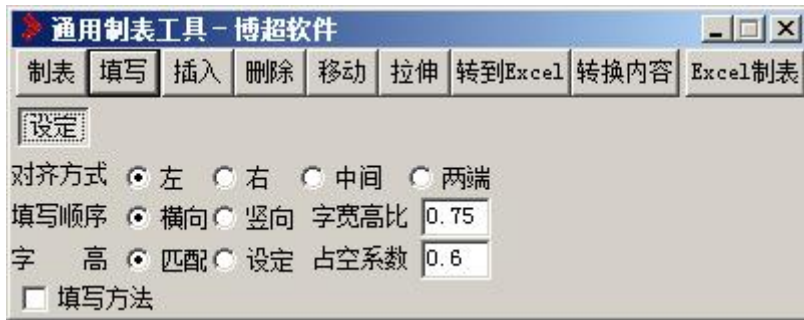 通用制表工具-博超软件
制表 填写 插入 删除 移动 拉伸 转到Excel 转换内容 Excel制表
设定
对齐方式 左 右 中间 两端
填写顺序 横向 竖向 字宽高比 0.75
字 高 匹配 设定 占空系数 0.6
填写方法